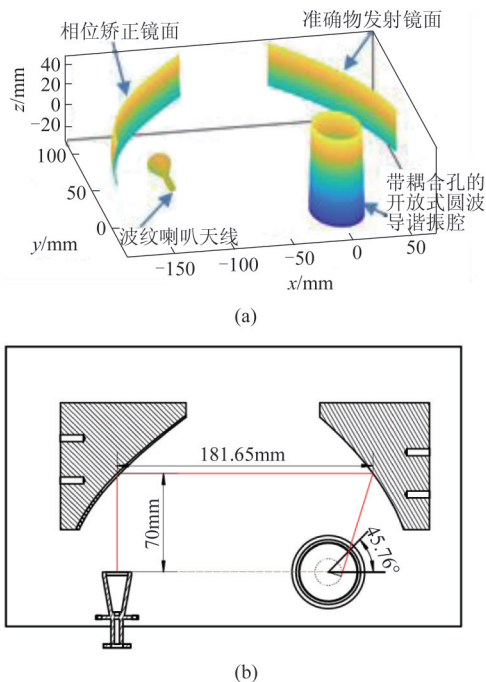 相位矫正镜面
准确物发射镜面
z/mm
40
20
0
−20
100
50
0
y/mm
波纹喇叭天线
带耦合孔的
开放式圆波
导谐振腔
−150
−100
−50
0
50
x/mm
(a)
181.65mm
70mm
45.76°
(b)